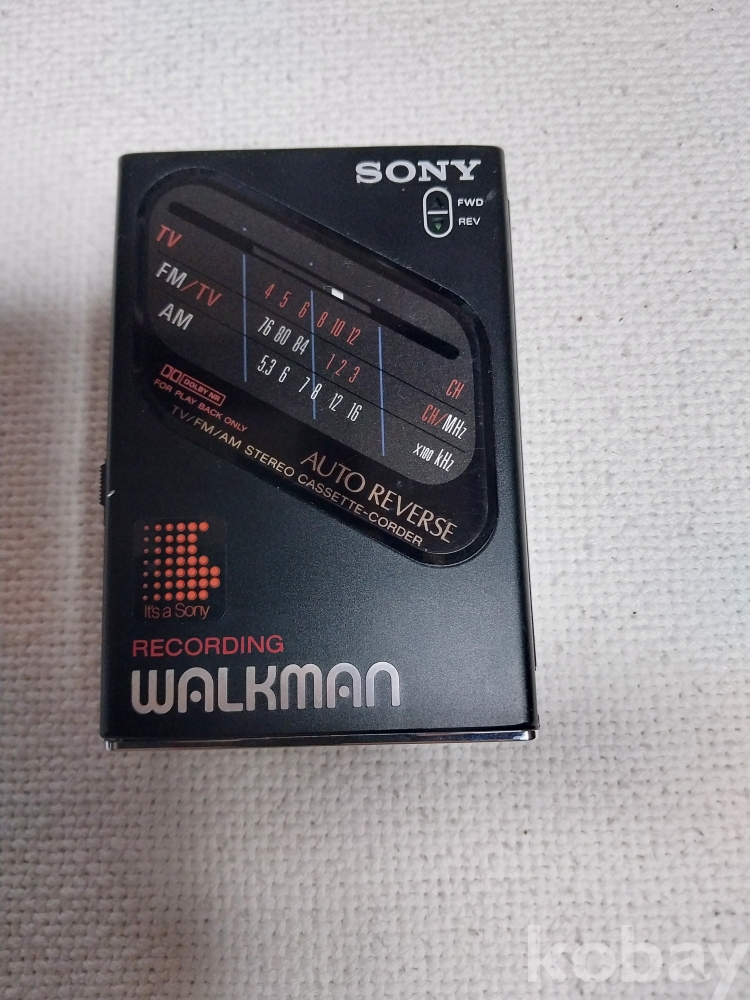 SONY
FWD
REV
TV
4 5 6 8 10 12
CH
FM/TV
76 80 84 1 2 3
CH/MHz
AM
5.3 6 7 8 12 16
x100 kHz
DOLBY NR
FOR PLAY BACK ONLY
TV/FM/AM STEREO CASSETTE-CORDER
AUTO REVERSE
It's a Sony
RECORDING
WALKMAN
kobay